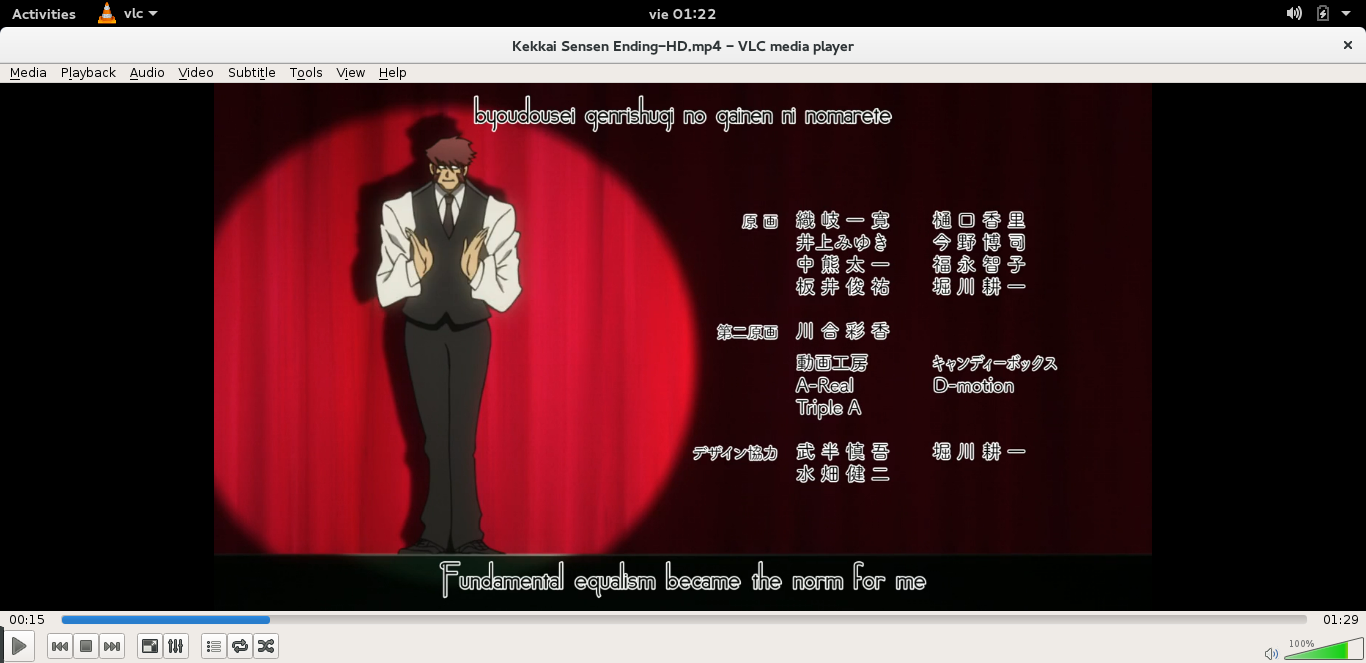 Activities vlc vie 01:22
Kekkai Sensen Ending-HD.mp4 - VLC media player
Media Playback Audio Video Subtitle Tools View Help
byoudousei genrishugi no gainen ni nomarete
原画 織岐一寛 樋口香里
井上みゆき 今野博司
中熊太一 福永智子
板井俊祐 堀川耕一
第二原画 川合彩香
動画工房 キャンディーボックス
A-Real D-motion
Triple A
デザイン協力 武半慎吾 堀川耕一
水畑健二
Fundamental equalism became the norm for me
00:15 01:29
100%